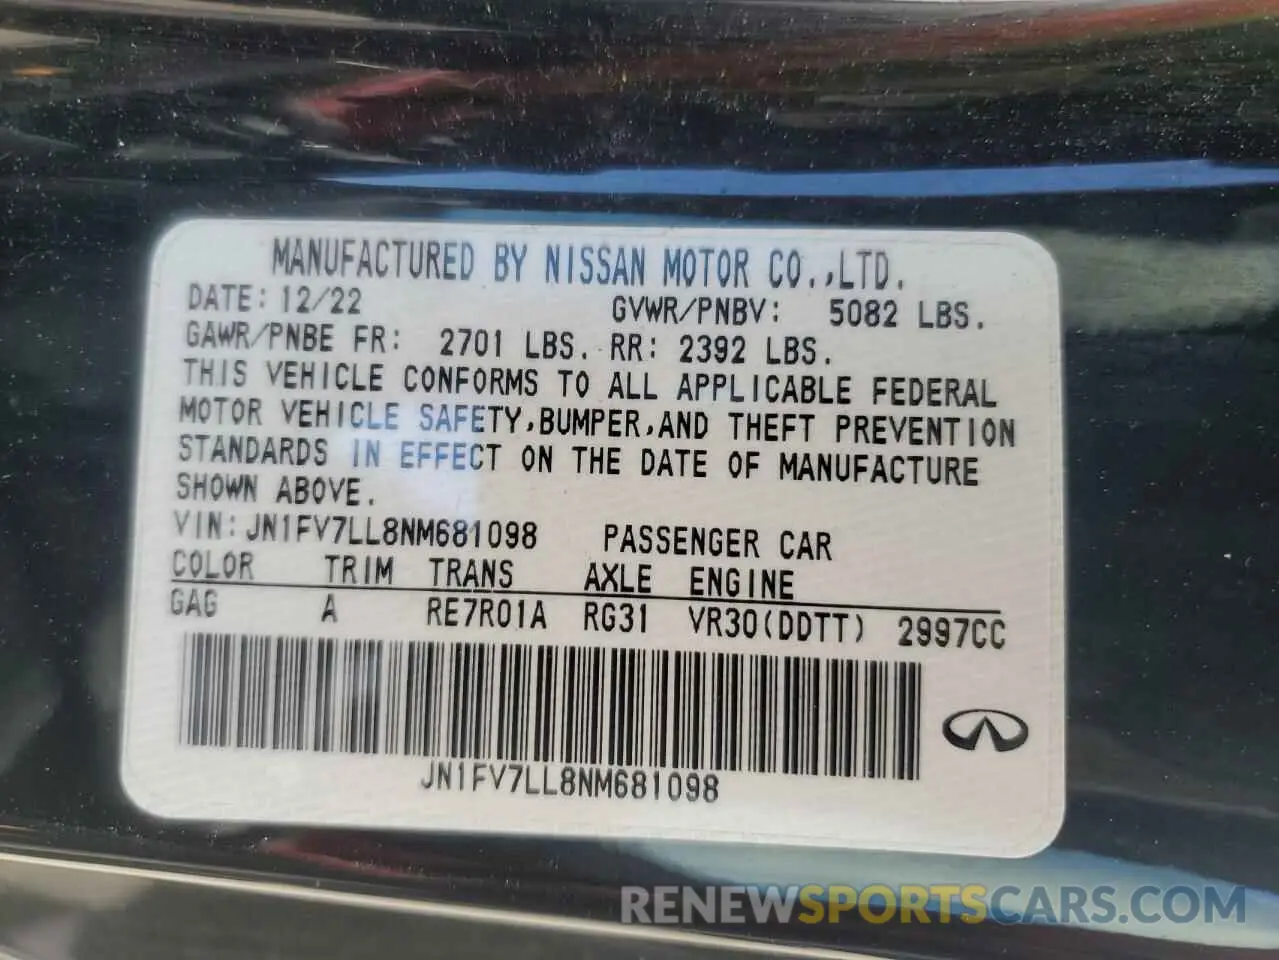 MANUFACTURED BY NISSAN MOTOR CO.,LTD.
DATE: 12/22 GVWR/PNBV: 5082 LBS.
GAWR/PNBE FR: 2701 LBS. RR: 2392 LBS.
THIS VEHICLE CONFORMS TO ALL APPLICABLE FEDERAL
MOTOR VEHICLE SAFETY,BUMPER,AND THEFT PREVENTION
STANDARDS IN EFFECT ON THE DATE OF MANUFACTURE
SHOWN ABOVE.
VIN: JN1FV7LL8NM681098 PASSENGER CAR
COLOR TRIM TRANS AXLE ENGINE
GAG A RE7R01A RG31 VR30(DDTT) 2997CC
JN1FV7LL8NM681098
RENEWSPORTSCARS.COM